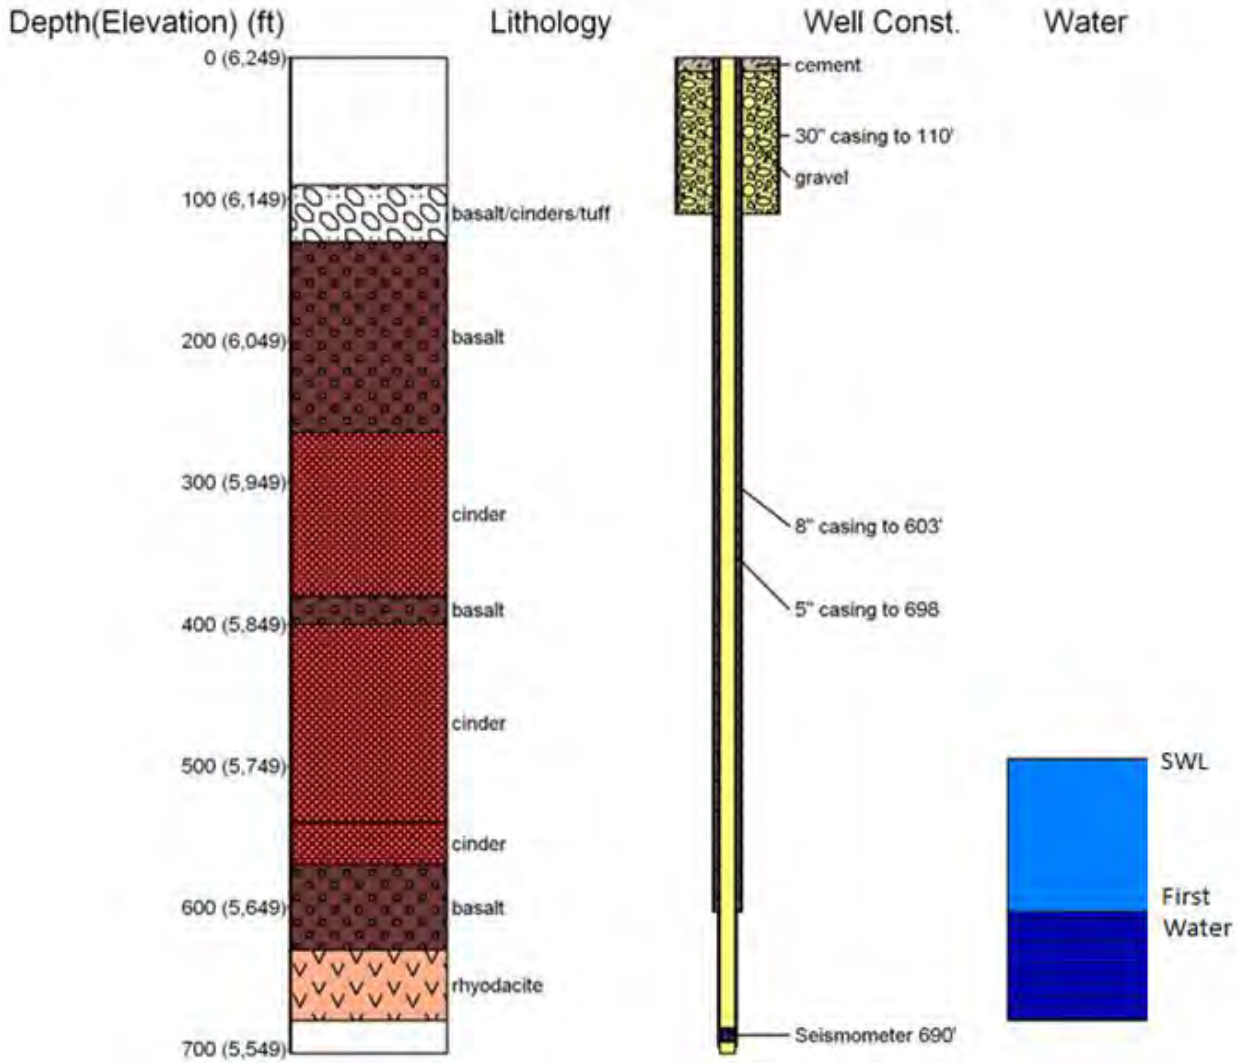 Depth(Elevation) (ft) Lithology Well Const. Water
0 (6,249)
cement
30" casing to 110'
gravel
100 (6,149)
basalt/cinders/tuff
200 (6,049)
basalt
300 (5,949)
cinder
8" casing to 603'
basalt
5" casing to 698
400 (5,849)
cinder
500 (5,749)
SWL
cinder
600 (5,649)
basalt
First
Water
rhyodacite
Seismometer 690'
700 (5,549)